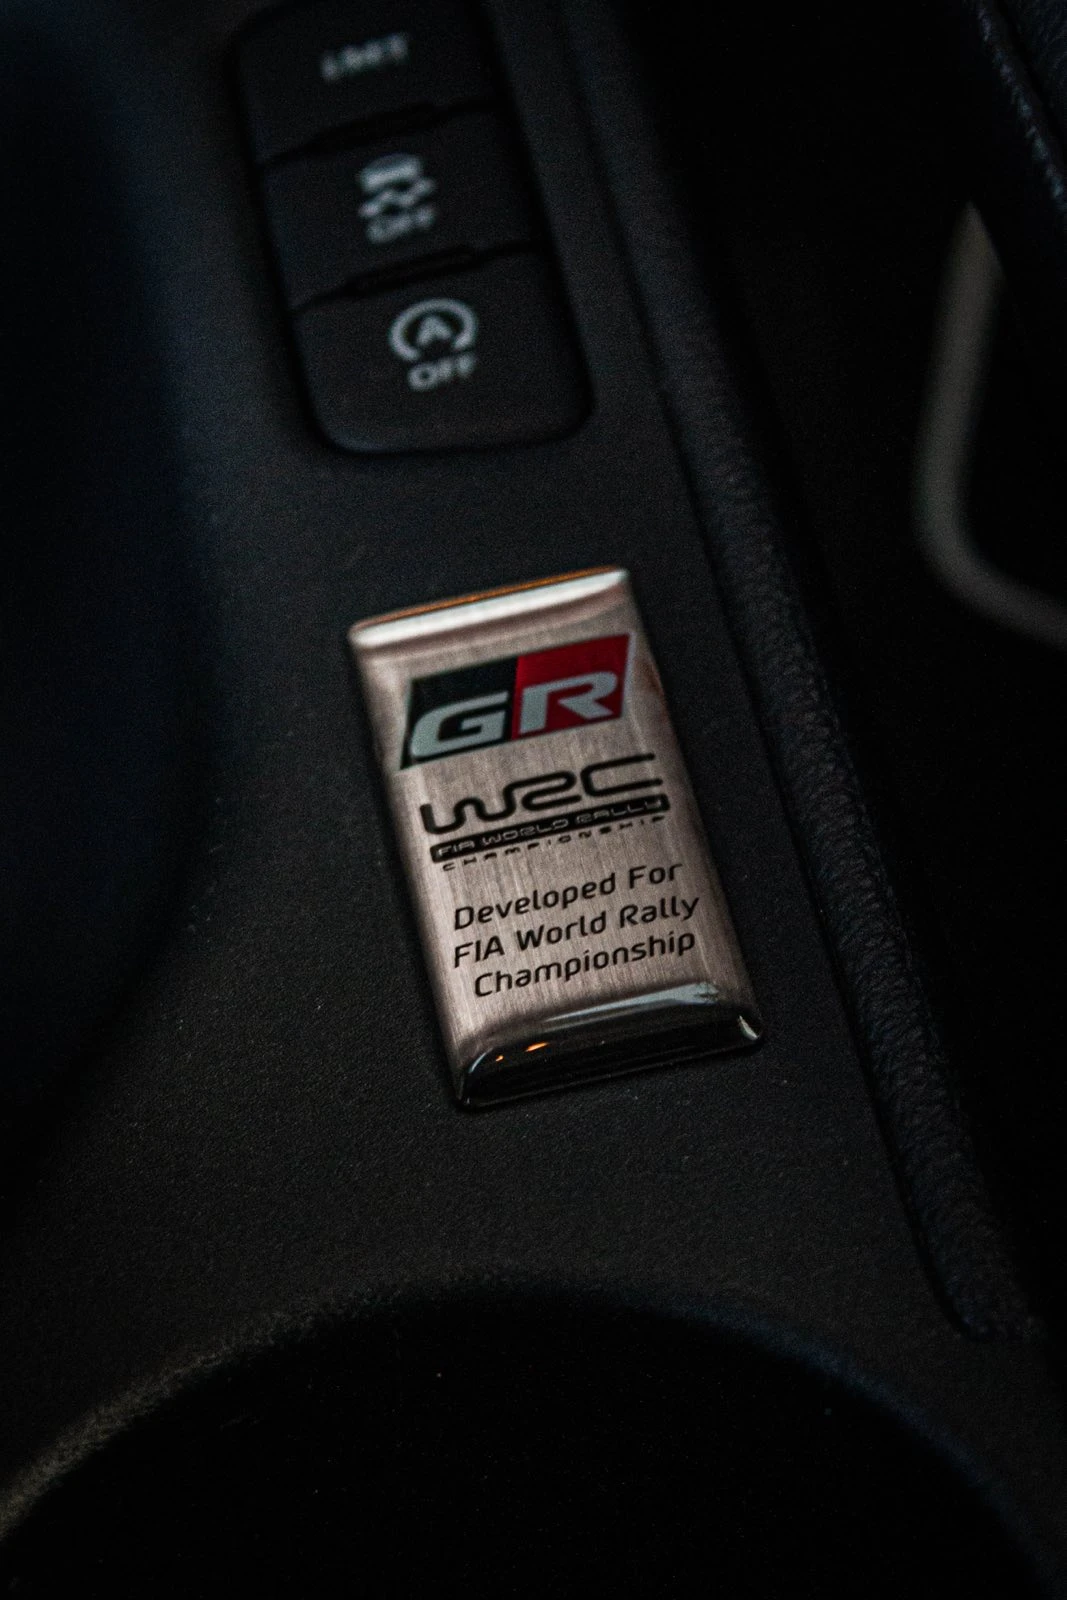 OFF
OFF
GR
WRC
FIA WORLD RALLY
CHAMPIONSHIP
Developed For
FIA World Rally
Championship